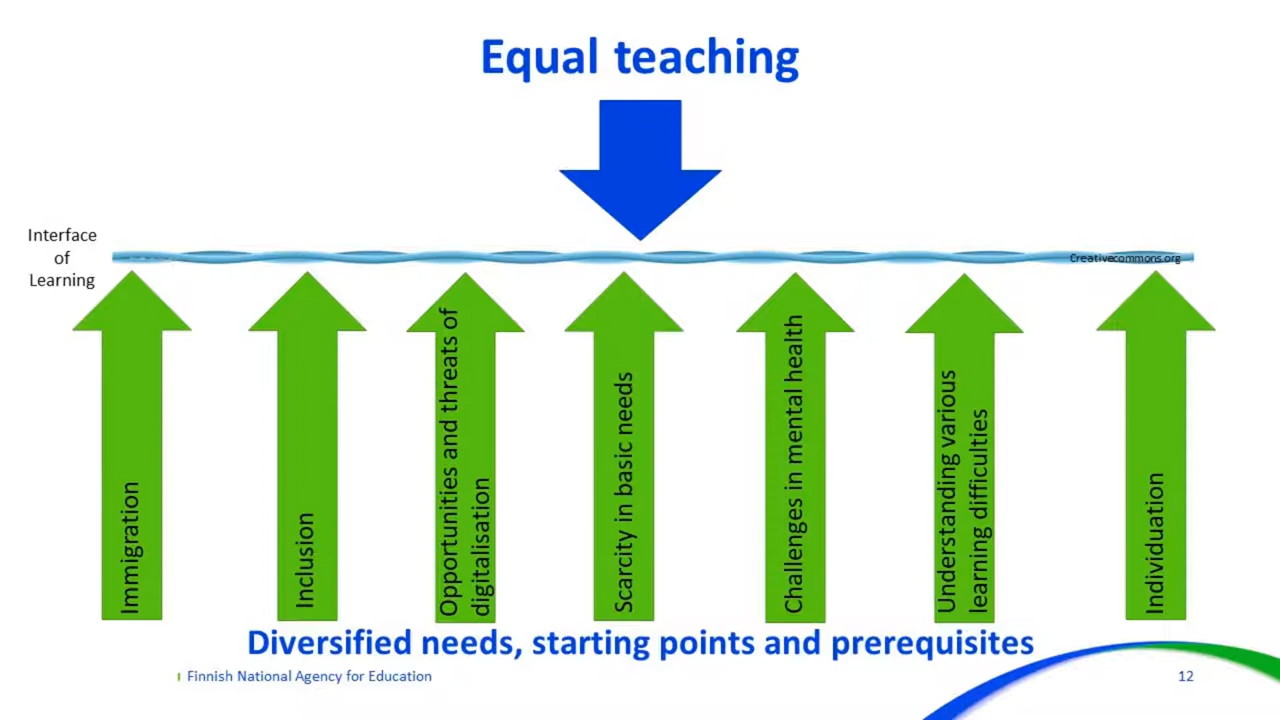 Equal teaching
Interface
of
Learning
Creativecommons.org
Immigration
Inclusion
Opportunities and threats of
digitalisation
Scarcity in basic needs
Challenges in mental health
Understanding various
learning difficulties
Individuation
Diversified needs, starting points and prerequisites
Finnish National Agency for Education
12